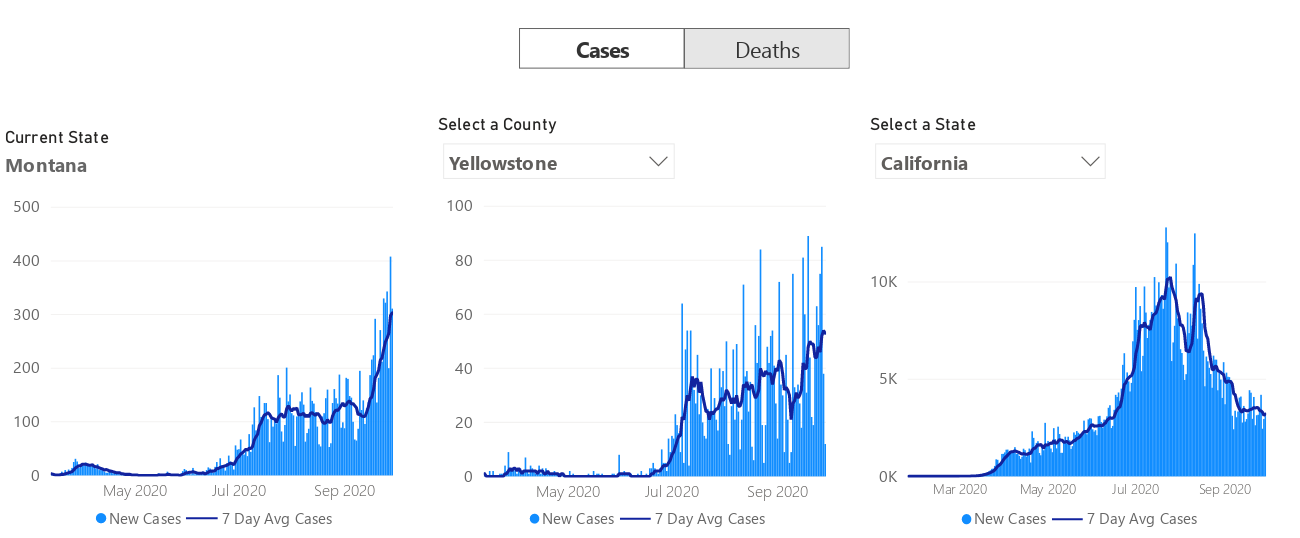 Cases Deaths
Current State
Montana
500
400
300
200
100
0
May 2020 Jul 2020 Sep 2020
New Cases 7 Day Avg Cases
Select a County
Yellowstone
100
80
60
40
20
0
May 2020 Jul 2020 Sep 2020
New Cases 7 Day Avg Cases
Select a State
California
10K
5K
0K
Mar 2020 May 2020 Jul 2020 Sep 2020
New Cases 7 Day Avg Cases